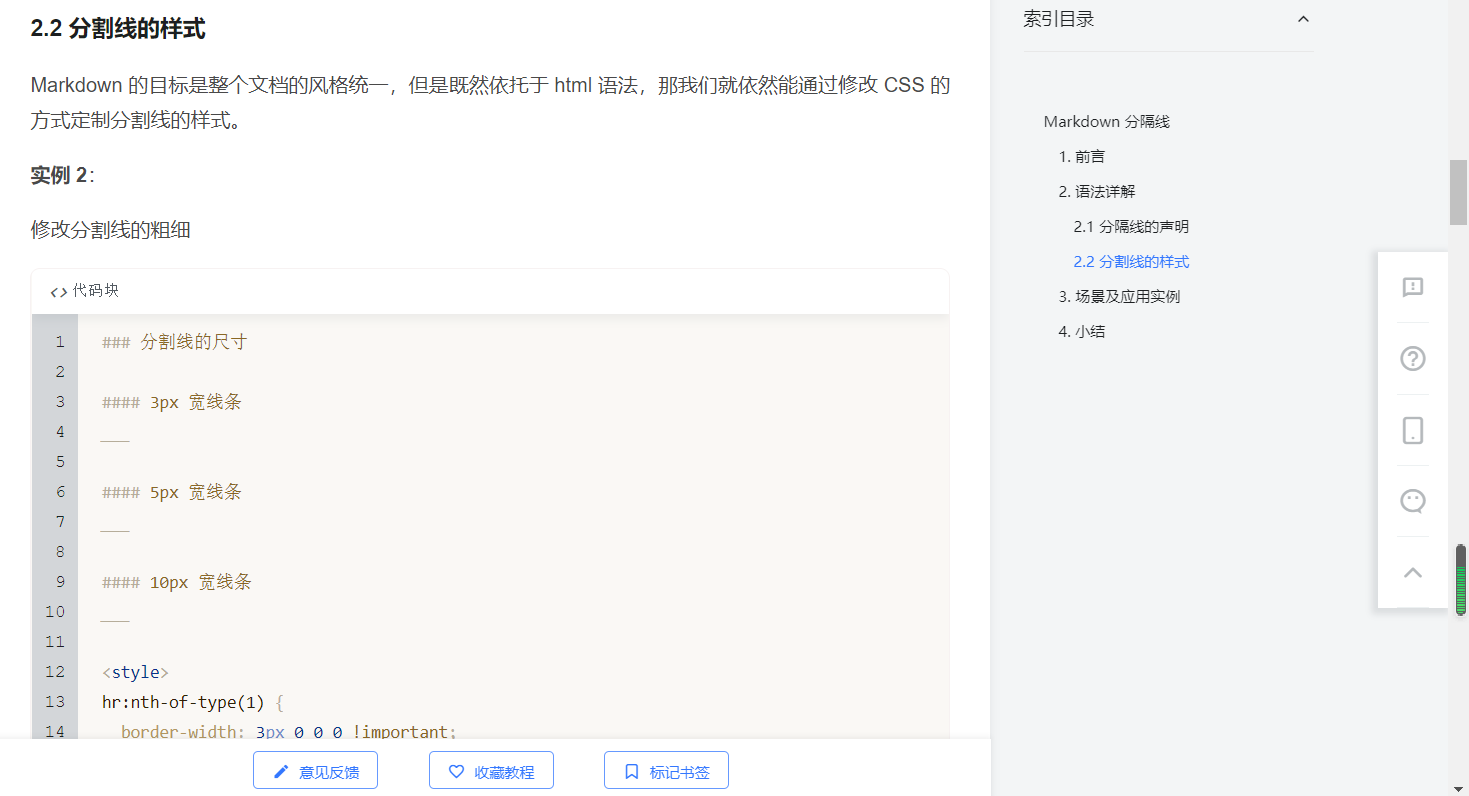 2.2 分割线的样式
Markdown 的目标是整个文档的风格统一，但是既然依托于 html 语法，那我们就依然能通过修改 CSS 的
方式定制分割线的样式。
实例 2：
修改分割线的粗细
<> 代码块
1 ### 分割线的尺寸
2
3 #### 3px 宽线条
4 ___
5
6 #### 5px 宽线条
7 ___
8
9 #### 10px 宽线条
10 ___
11
12 <style>
13 hr:nth-of-type(1) {
14 border-width: 3px 0 0 0 !important;
意见反馈
收藏教程
标记书签
索引目录
Markdown 分隔线
1. 前言
2. 语法详解
2.1 分隔线的声明
2.2 分割线的样式
3. 场景及应用实例
4. 小结